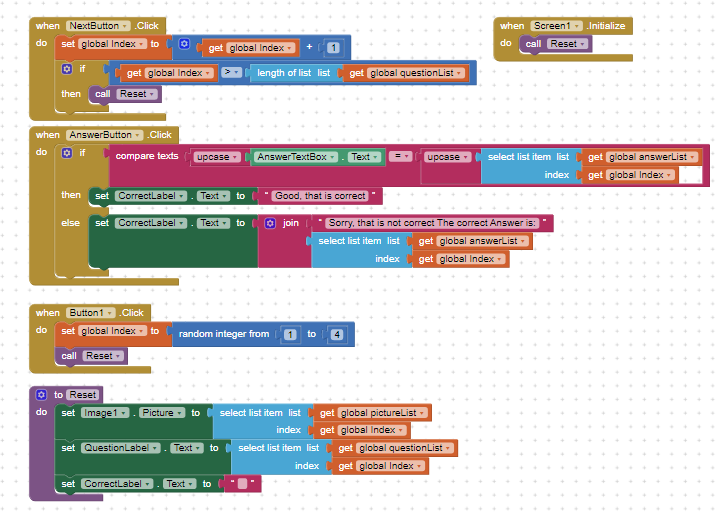 when NextButton .Click
do set global Index to get global Index + 1
if get global Index > length of list list get global questionList
then call Reset
when Screen1 .Initialize
do call Reset
when AnswerButton .Click
do if compare texts upcase AnswerTextBox . Text = upcase select list item list get global answerList
index get global Index
then set CorrectLabel . Text to " Good, that is correct "
else set CorrectLabel . Text to join " Sorry, that is not correct The correct Answer is: "
select list item list get global answerList
index get global Index
when Button1 .Click
do set global Index to random integer from 1 to 4
call Reset
to Reset
do set Image1 . Picture to select list item list get global pictureList
index get global Index
set QuestionLabel . Text to select list item list get global questionList
index get global Index
set CorrectLabel . Text to " "